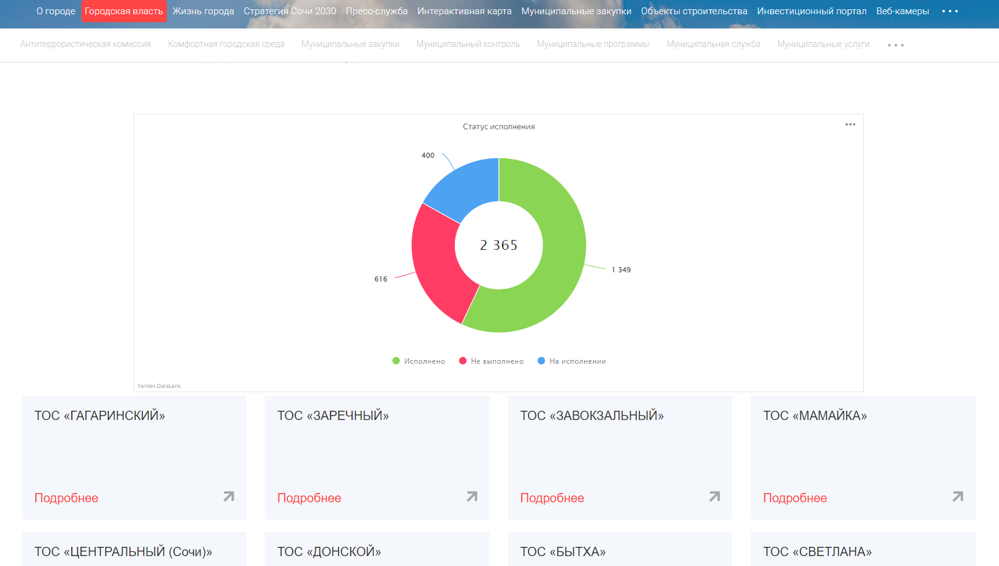 О городе Городская власть Жизнь города Стратегия Сочи 2030 Пресс-служба Интерактивная карта Муниципальные закупки Объекты строительства Инвестиционный портал Веб-камеры
Антитеррористическая комиссия Комфортная городская среда Муниципальные закупки Муниципальный контроль Муниципальные программы Муниципальная служба Муниципальные услуги
Статус исполнения
400
2 365
1 349
616
Исполнено Не выполнено На исполнении
Yandex DataLens
ТОС «ГАГАРИНСКИЙ» ТОС «ЗАРЕЧНЫЙ» ТОС «ЗАВОКЗАЛЬНЫЙ» ТОС «МАМАЙКА»
Подробнее Подробнее Подробнее Подробнее
ТОС «ЦЕНТРАЛЬНЫЙ (Сочи)» ТОС «ДОНСКОЙ» ТОС «БЫТХА» ТОС «СВЕТЛАНА»